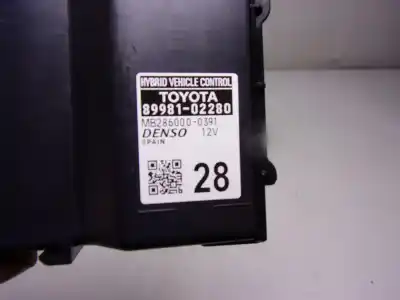 HYBRID VEHICLE CONTROL
TOYOTA
89981-02280
MB286000-0391
DENSO 12V
SPAIN
28